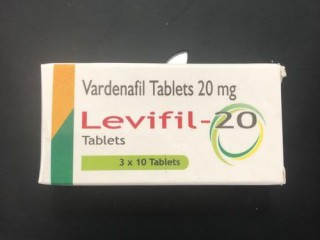 Vardenafil Tablets 20 mg
Levifil-20
Tablets
3 x 10 Tablets